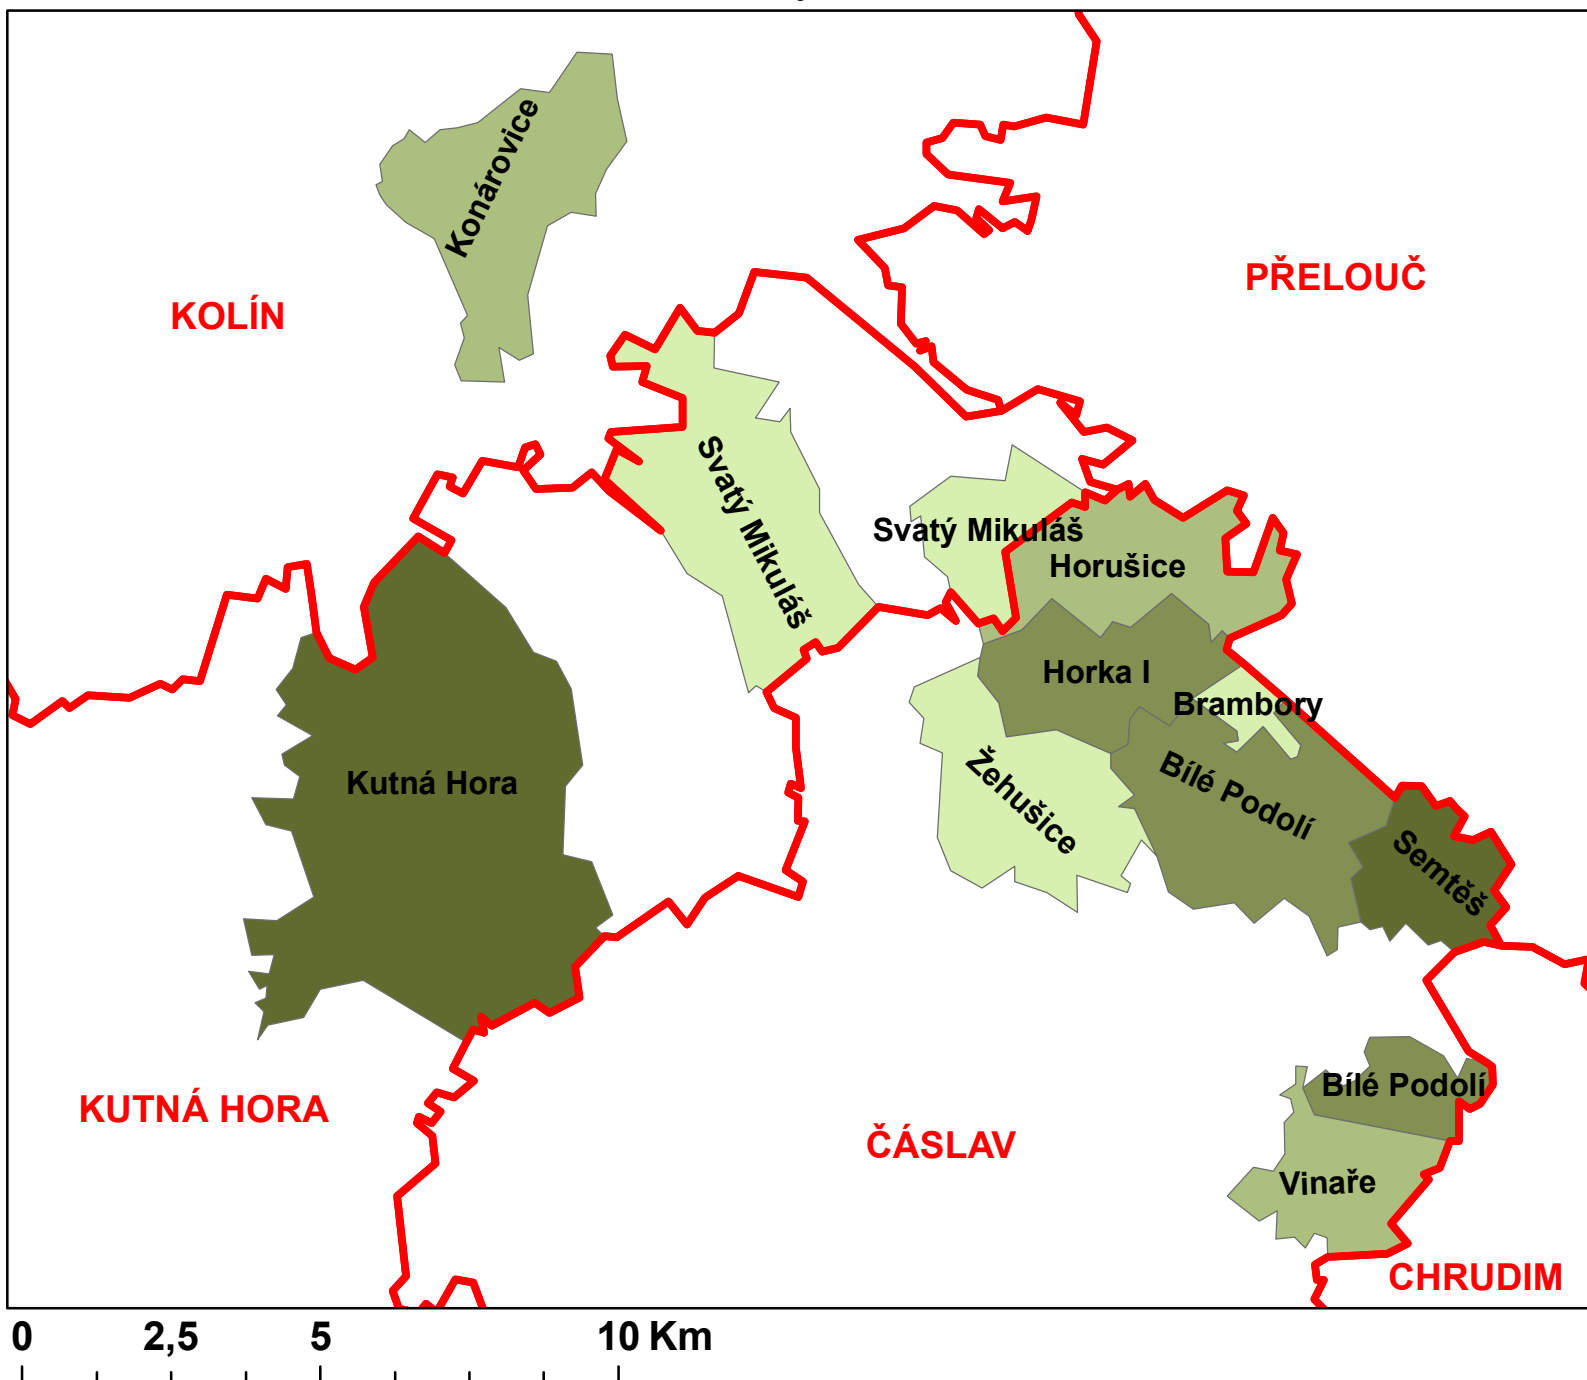 Konárovice
PŘELOUČ
KOLÍN
Svatý Mikuláš
Svatý Mikuláš
Horušice
Horka I
Brambory
Kutná Hora
Žehušice
Bílé Podolí
Semtěš
Bílé Podolí
KUTNÁ HORA
ČÁSLAV
Vinaře
CHRUDIM
0 2,5 5 10 Km